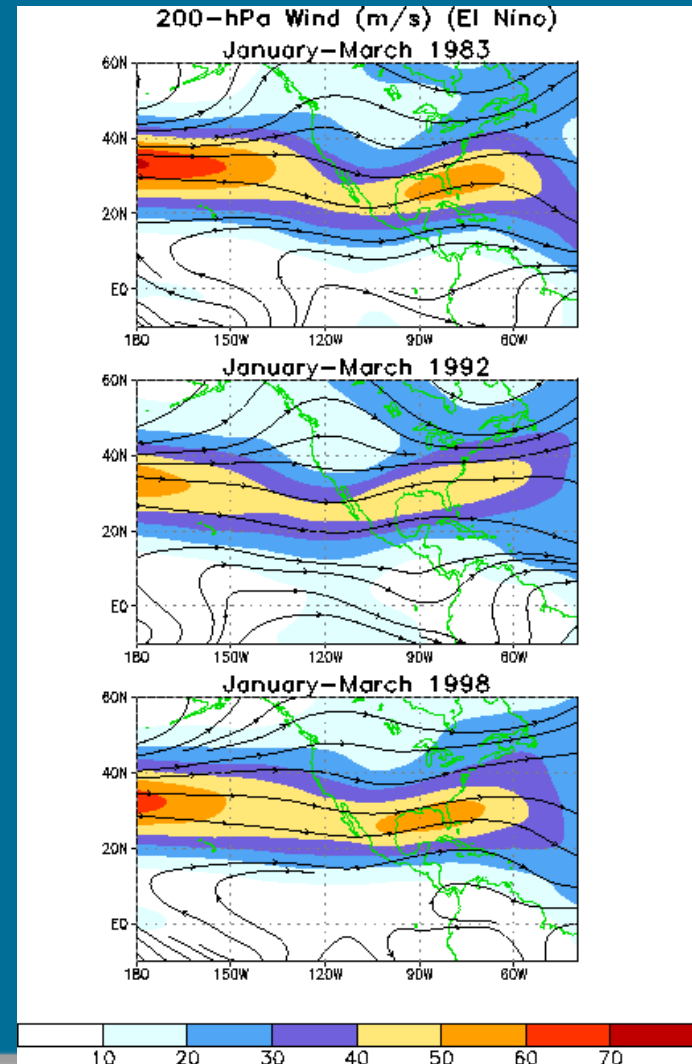 200-hPa Wind (m/s) (El Nino)
January-March 1983
60N
40N
20N
EQ
180 150W 120W 90W 60W
January-March 1992
60N
40N
20N
EQ
180 150W 120W 90W 60W
January-March 1998
60N
40N
20N
EQ
180 150W 120W 90W 60W
10 20 30 40 50 60 70